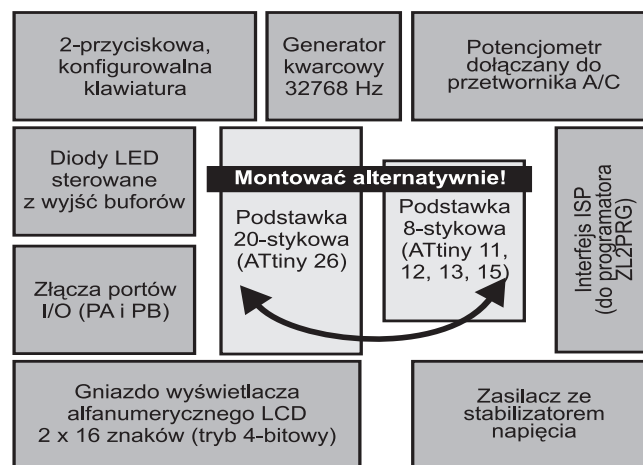 2-przyciskowa,
konfigurowalna
klawiatura
Generator
kwarcowy
32768 Hz
Potencjometr
dołączany do
przetwornika A/C
Diody LED
sterowane
z wyjść buforów
Montować alternatywnie!
Podstawka
20-stykowa
(ATtiny 26)
Podstawka
8-stykowa
(ATtiny 11,
12, 13, 15)
Interfejs ISP
(do programatora
ZL2PRG)
Złącza portów
I/O (PA i PB)
Gniazdo wyświetlacza
alfanumerycznego LCD
2 x 16 znaków (tryb 4-bitowy)
Zasilacz ze
stabilizatorem
napięcia